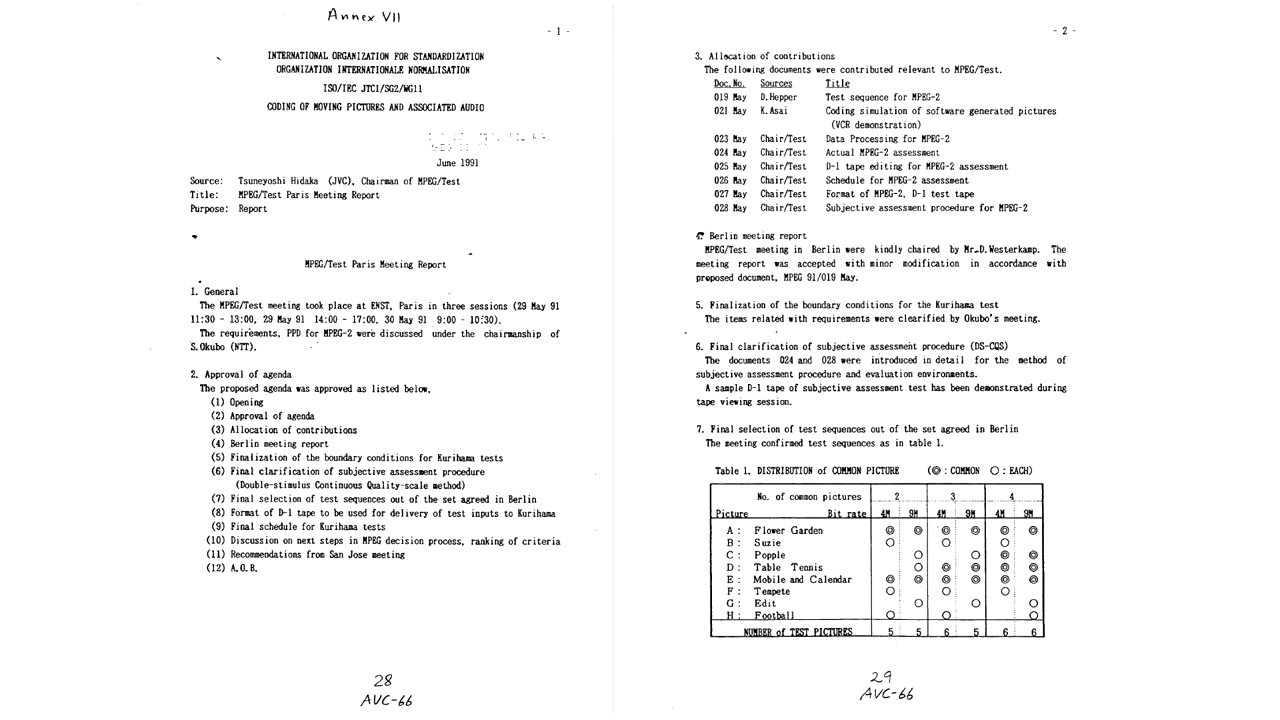 Annex VII
- 1 -
INTERNATIONAL ORGANIZATION FOR STANDARDIZATION
ORGANIZATION INTERNATIONALE NORMALISATION
ISO/IEC JTC1/SG2/WG11
CODING OF MOVING PICTURES AND ASSOCIATED AUDIO
June 1991
Source: Tsuneyoshi Hidaka (JVC), Chairman of MPEG/Test
Title: MPEG/Test Paris Meeting Report
Purpose: Report
MPEG/Test Paris Meeting Report
1. General
The MPEG/Test meeting took place at ENST, Paris in three sessions (29 May 91
11:30 - 13:00, 29 May 91 14:00 - 17:00, 30 May 91 9:00 - 10:30).
The requirements, PPD for MPEG-2 were discussed under the chairmanship of
S.Okubo (NTT).
2. Approval of agenda
The proposed agenda was approved as listed below,
(1) Opening
(2) Approval of agenda
(3) Allocation of contributions
(4) Berlin meeting report
(5) Finalization of the boundary conditions for Kurihama tests
(6) Final clarification of subjective assessment procedure
(Double-stimulus Continuous Quality-scale method)
(7) Final selection of test sequences out of the set agreed in Berlin
(8) Format of D-1 tape to be used for delivery of test inputs to Kurihama
(9) Final schedule for Kurihama tests
(10) Discussion on next steps in MPEG decision process, ranking of criteria
(11) Recommendations from San Jose meeting
(12) A.O.B.
28
AVC-66
- 2 -
3. Allocation of contributions
The following documents were contributed relevant to MPEG/Test.
Doc.No. Sources Title
019 May D.Hepper Test sequence for MPEG-2
021 May K.Asai Coding simulation of software generated pictures
(VCR demonstration)
023 May Chair/Test Data Processing for MPEG-2
024 May Chair/Test Actual MPEG-2 assessment
025 May Chair/Test D-1 tape editing for MPEG-2 assessment
026 May Chair/Test Schedule for MPEG-2 assessment
027 May Chair/Test Format of MPEG-2, D-1 test tape
028 May Chair/Test Subjective assessment procedure for MPEG-2
Berlin meeting report
MPEG/Test meeting in Berlin were kindly chaired by Mr.D.Westerkamp. The
meeting report was accepted with minor modification in accordance with
proposed document, MPEG 91/019 May.
5. Finalization of the boundary conditions for the Kurihama test
The items related with requirements were clearified by Okubo's meeting.
6. Final clarification of subjective assessment procedure (DS-CQS)
The documents 024 and 028 were introduced in detail for the method of
subjective assessment procedure and evaluation environments.
A sample D-1 tape of subjective assessment test has been demonstrated during
tape viewing session.
7. Final selection of test sequences out of the set agreed in Berlin
The meeting confirmed test sequences as in table 1.
Table 1. DISTRIBUTION of COMMON PICTURE (◎ : COMMON ○ : EACH)
No. of common pictures 2 3 4
Picture Bit rate 4M 9M 4M 9M 4M 9M
A : Flower Garden ◎ ◎ ◎ ◎ ◎ ◎
B : Suzie ○ ○ ○
C : Popple ○ ○ ◎ ◎
D : Table Tennis ○ ◎ ◎ ◎ ◎
E : Mobile and Calendar ◎ ◎ ◎ ◎ ◎ ◎
F : Tempete ○ ○ ○
G : Edit ○ ○ ○
H : Football ○ ○ ○
NUMBER of TEST PICTURES 5 5 6 5 6 6
29
AVC-66